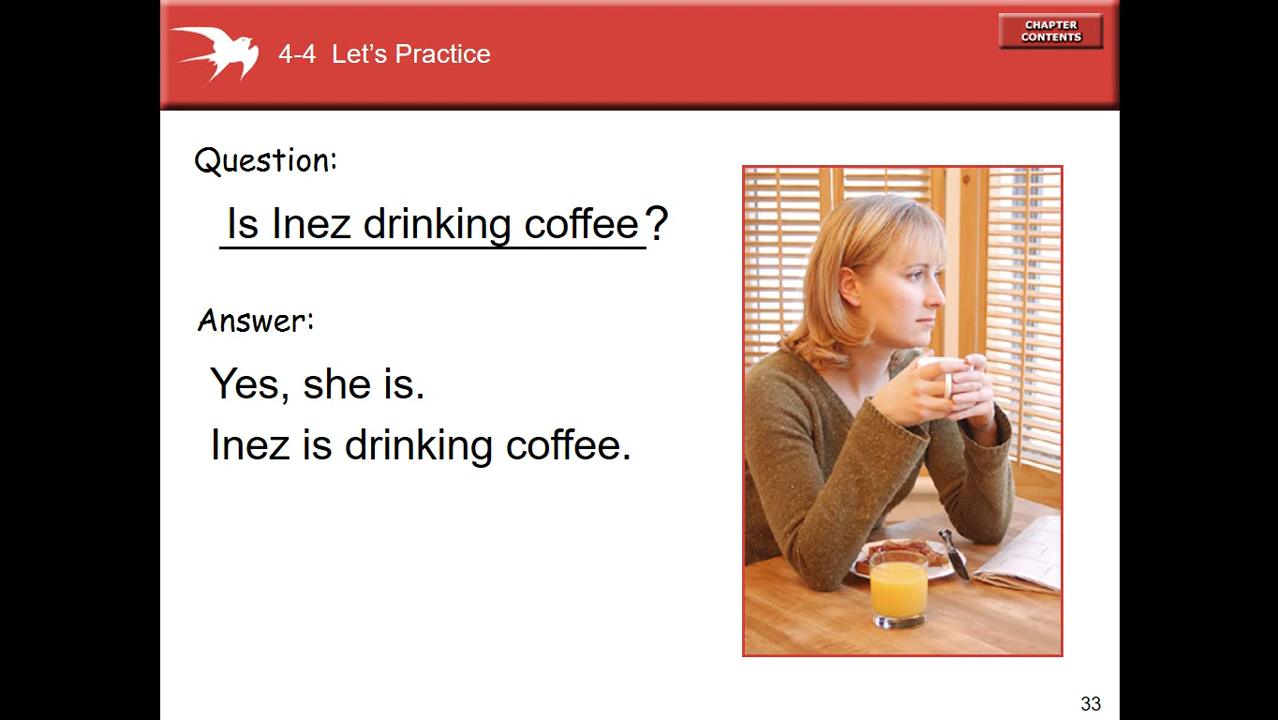 CHAPTER
CONTENTS
4-4 Let's Practice
Question:
Is Inez drinking coffee?
Answer:
Yes, she is.
Inez is drinking coffee.
33